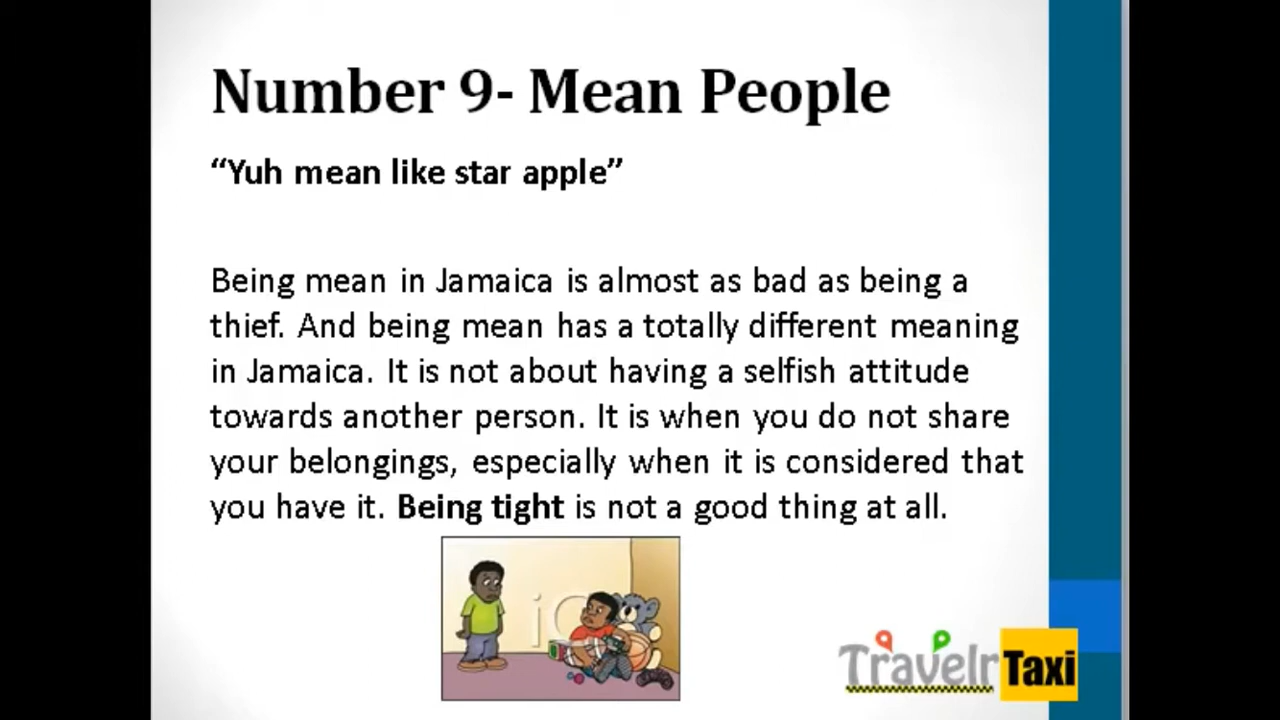 Number 9- Mean People
“Yuh mean like star apple”
Being mean in Jamaica is almost as bad as being a
thief. And being mean has a totally different meaning
in Jamaica. It is not about having a selfish attitude
towards another person. It is when you do not share
your belongings, especially when it is considered that
you have it. Being tight is not a good thing at all.
Travelr Taxi